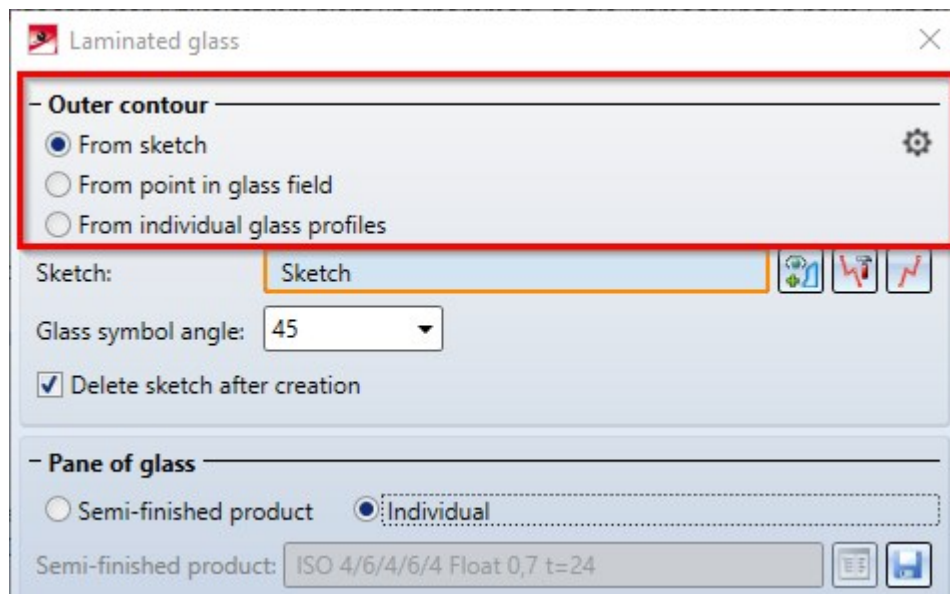 Laminated glass
Outer contour
From sketch
From point in glass field
From individual glass profiles
Sketch: Sketch
Glass symbol angle: 45
Delete sketch after creation
Pane of glass
Semi-finished product Individual
Semi-finished product: ISO 4/6/4/6/4 Float 0,7 t=24